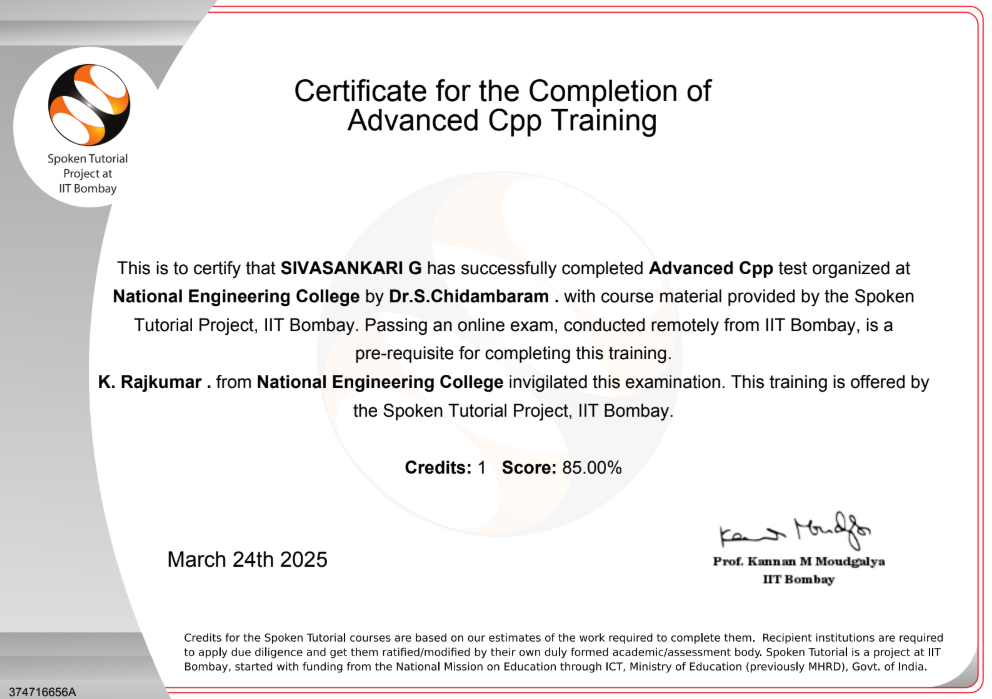 Certificate for the Completion of
Advanced Cpp Training
Spoken Tutorial
Project at
IIT Bombay
This is to certify that SIVASANKARI G has successfully completed Advanced Cpp test organized at
National Engineering College by Dr.S.Chidambaram . with course material provided by the Spoken
Tutorial Project, IIT Bombay. Passing an online exam, conducted remotely from IIT Bombay, is a
pre-requisite for completing this training.
K. Rajkumar . from National Engineering College invigilated this examination. This training is offered by
the Spoken Tutorial Project, IIT Bombay.
Credits: 1 Score: 85.00%
March 24th 2025
Prof. Kannan M Moudgalya
IIT Bombay
Credits for the Spoken Tutorial courses are based on our estimates of the work required to complete them. Recipient institutions are required
to apply due diligence and get them ratified/modified by their own duly formed academic/assessment body. Spoken Tutorial is a project at IIT
Bombay, started with funding from the National Mission on Education through ICT, Ministry of Education (previously MHRD), Govt. of India.
374716656A